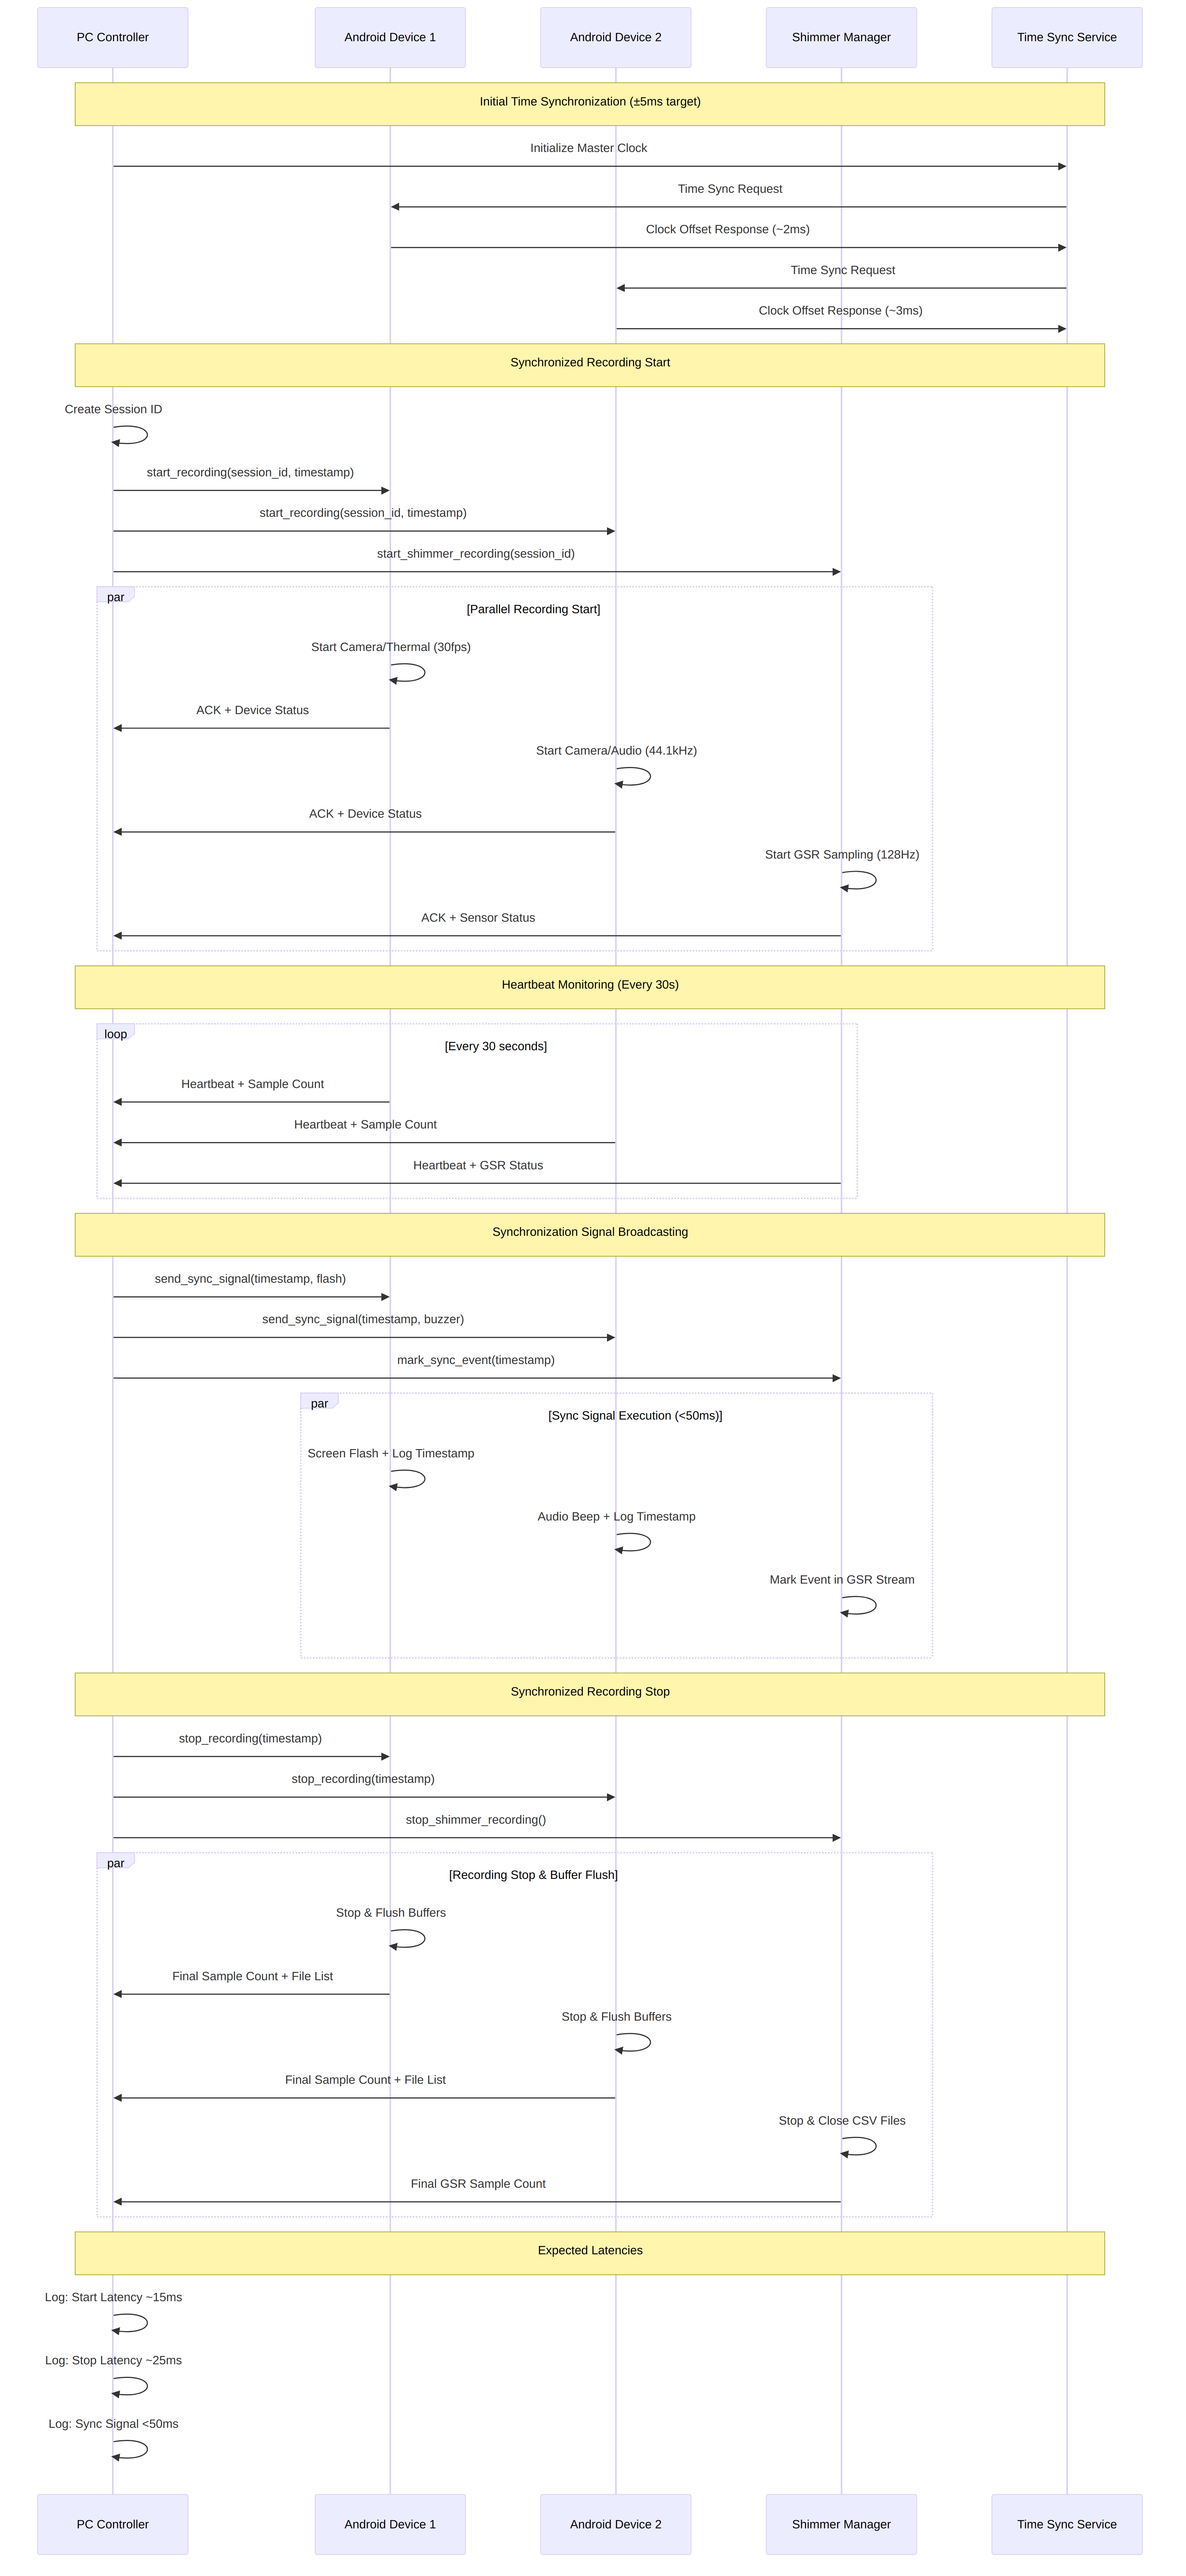 PC Controller
Android Device 1
Android Device 2
Shimmer Manager
Time Sync Service
Initial Time Synchronization (±5ms target)
Initialize Master Clock
Time Sync Request
Clock Offset Response (~2ms)
Time Sync Request
Clock Offset Response (~3ms)
Synchronized Recording Start
Create Session ID
start_recording(session_id, timestamp)
start_recording(session_id, timestamp)
start_shimmer_recording(session_id)
par
[Parallel Recording Start]
Start Camera/Thermal (30fps)
ACK + Device Status
Start Camera/Audio (44.1kHz)
ACK + Device Status
Start GSR Sampling (128Hz)
ACK + Sensor Status
Heartbeat Monitoring (Every 30s)
loop
[Every 30 seconds]
Heartbeat + Sample Count
Heartbeat + Sample Count
Heartbeat + GSR Status
Synchronization Signal Broadcasting
send_sync_signal(timestamp, flash)
send_sync_signal(timestamp, buzzer)
mark_sync_event(timestamp)
par
[Sync Signal Execution (<50ms)]
Screen Flash + Log Timestamp
Audio Beep + Log Timestamp
Mark Event in GSR Stream
Synchronized Recording Stop
stop_recording(timestamp)
stop_recording(timestamp)
stop_shimmer_recording()
par
[Recording Stop & Buffer Flush]
Stop & Flush Buffers
Final Sample Count + File List
Stop & Flush Buffers
Final Sample Count + File List
Stop & Close CSV Files
Final GSR Sample Count
Expected Latencies
Log: Start Latency ~15ms
Log: Stop Latency ~25ms
Log: Sync Signal <50ms
PC Controller
Android Device 1
Android Device 2
Shimmer Manager
Time Sync Service